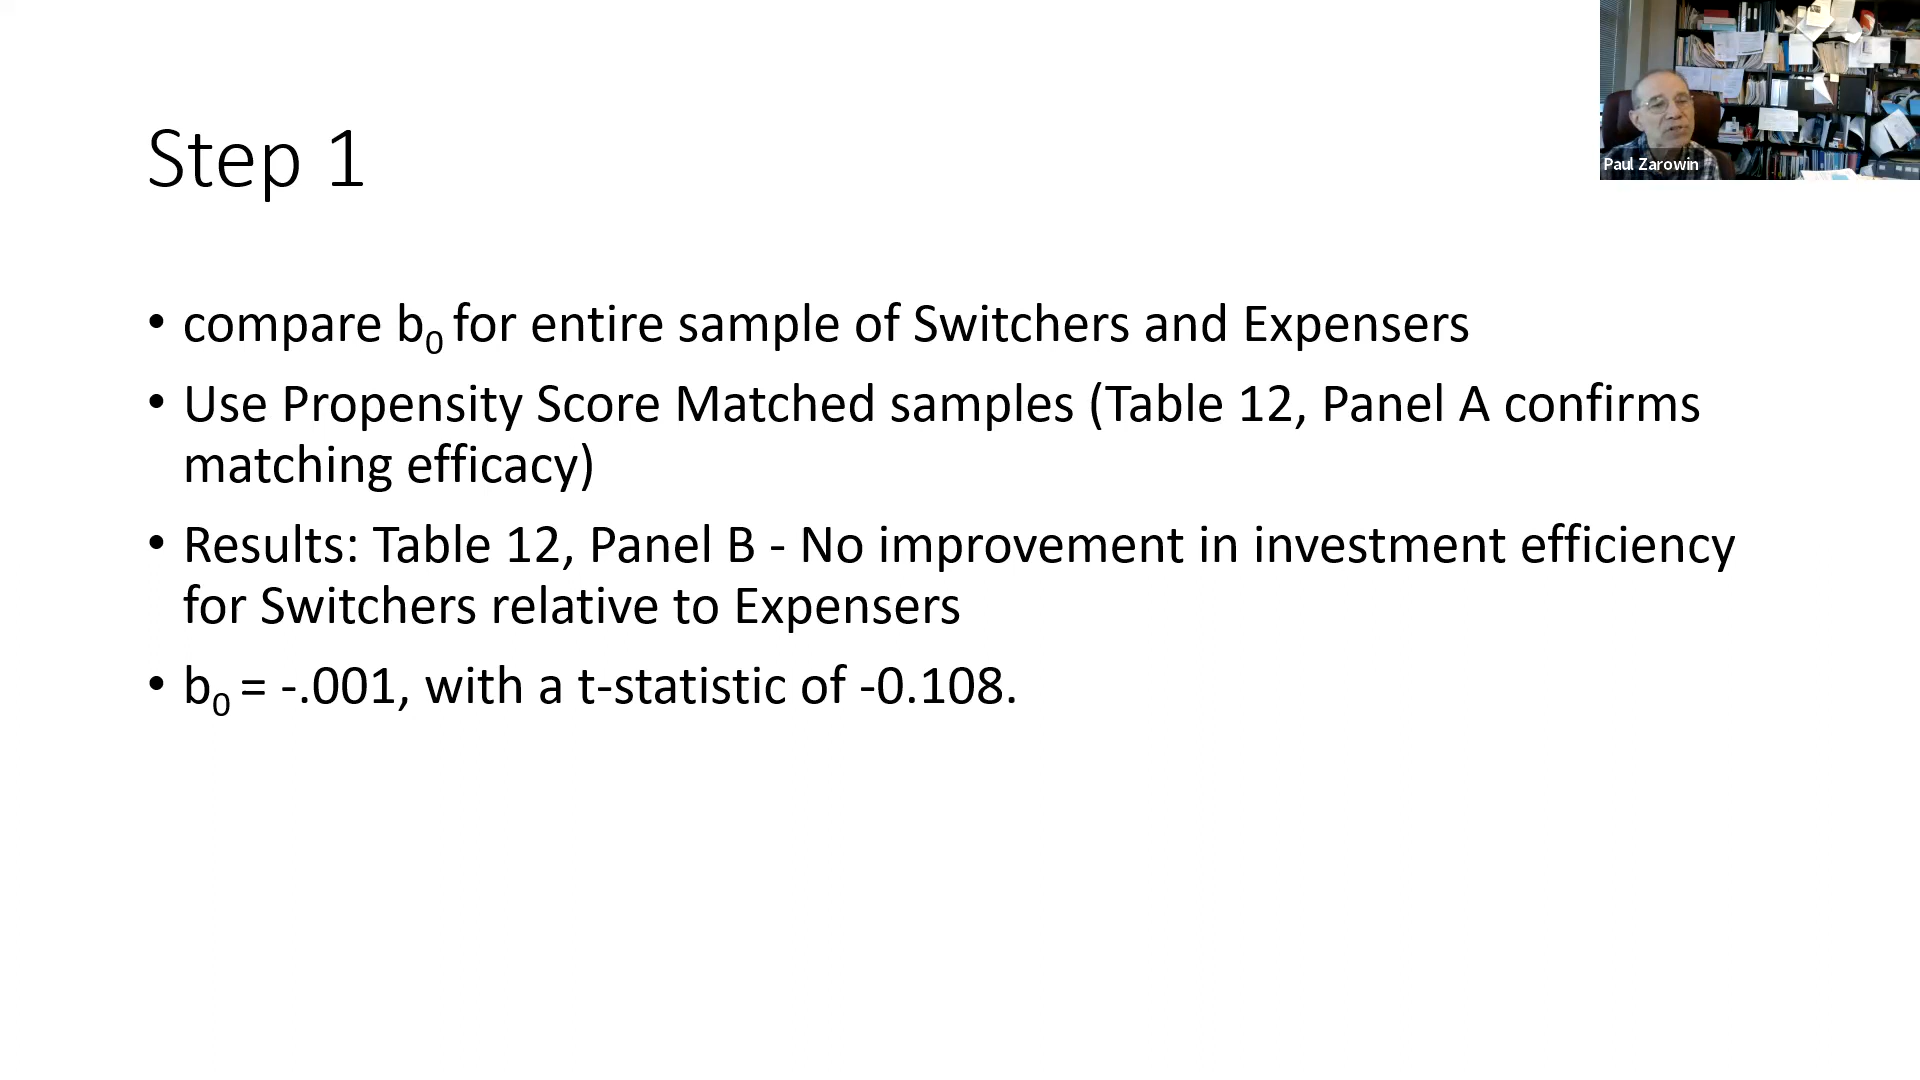 Paul Zarowin
Step 1
• compare b₀ for entire sample of Switchers and Expensers
• Use Propensity Score Matched samples (Table 12, Panel A confirms
matching efficacy)
• Results: Table 12, Panel B - No improvement in investment efficiency
for Switchers relative to Expensers
• b₀ = -.001, with a t-statistic of -0.108.